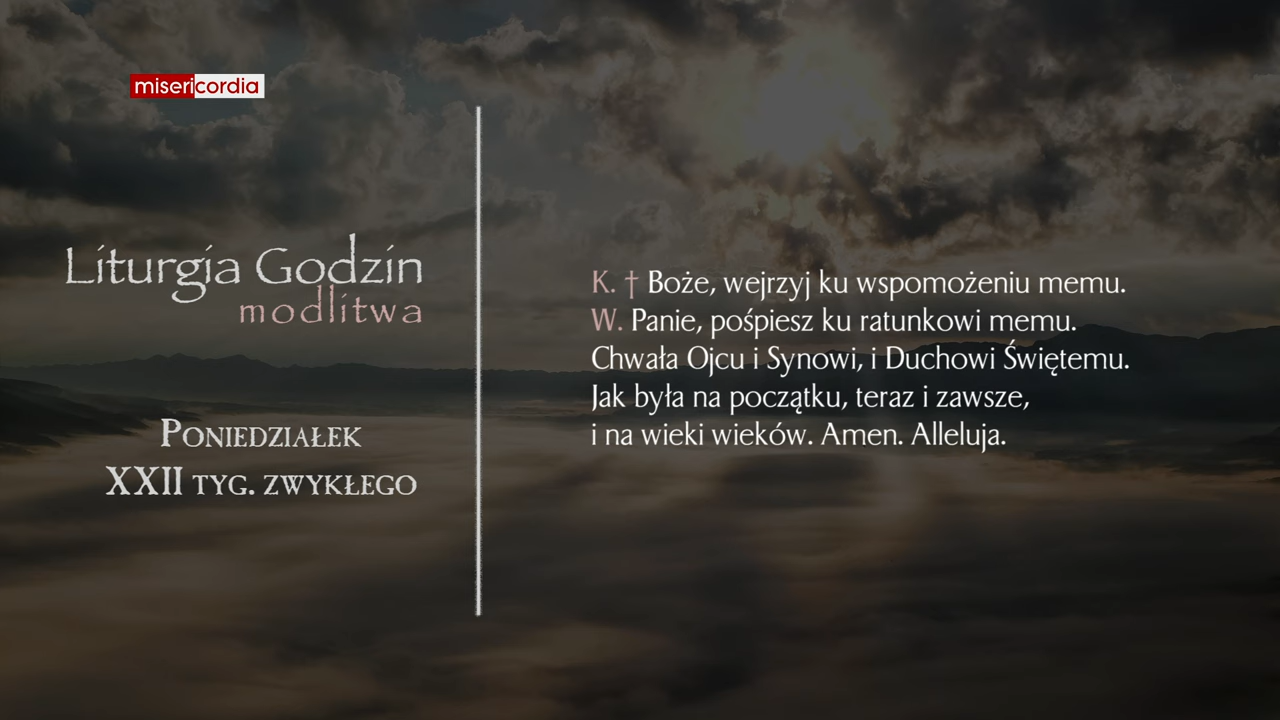 misericordia
Liturgia Godzin
modlitwa
Poniedziałek
XXII tyg. zwykłego
K. † Boże, wejrzyj ku wspomożeniu memu.
W. Panie, pośpiesz ku ratunkowi memu.
Chwała Ojcu i Synowi, i Duchowi Świętemu.
Jak była na początku, teraz i zawsze,
i na wieki wieków. Amen. Alleluja.